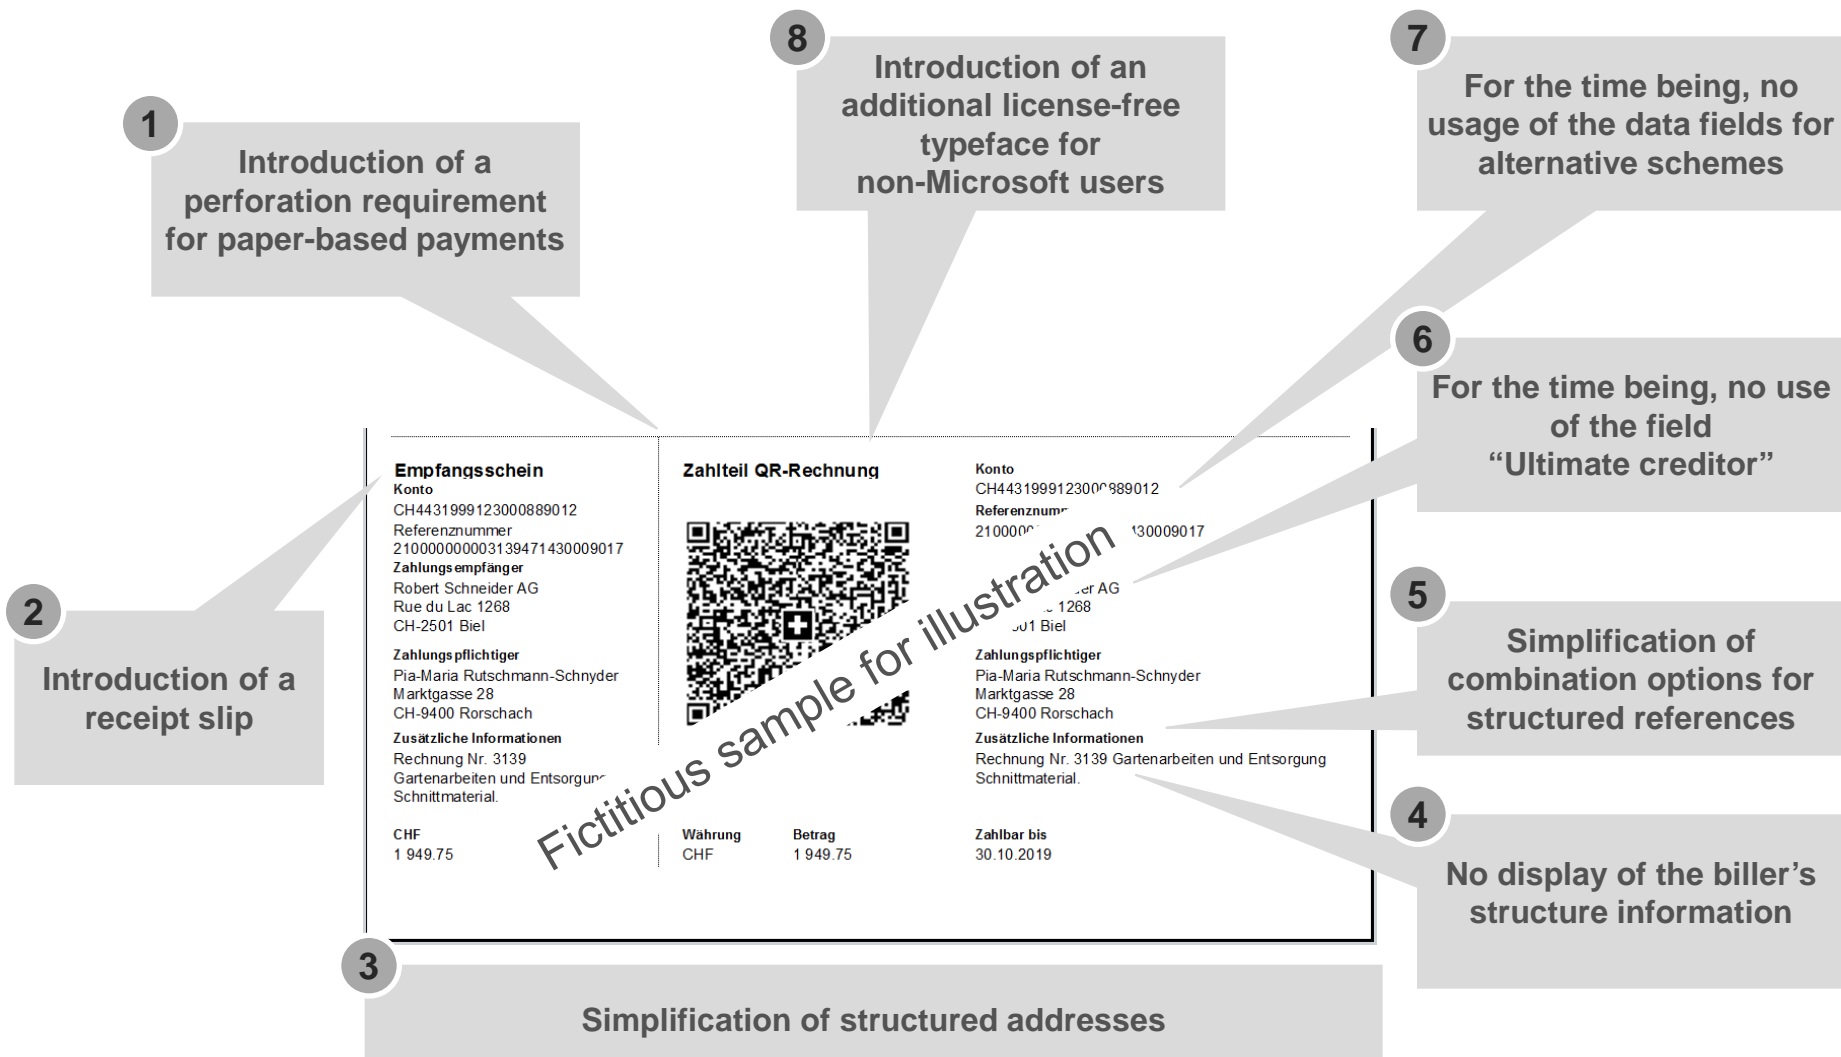 8
Introduction of an
additional license-free
typeface for
non-Microsoft users
7
For the time being, no
usage of the data fields for
alternative schemes
1
Introduction of a
perforation requirement
for paper-based payments
6
For the time being, no use
of the field
“Ultimate creditor”
2
Introduction of a
receipt slip
Empfangsschein
Konto
CH4431999123000889012
Referenznummer
210000000003139471430009017
Zahlungsempfänger
Robert Schneider AG
Rue du Lac 1268
CH-2501 Biel
Zahlungspflichtiger
Pia-Maria Rutschmann-Schnyder
Marktgasse 28
CH-9400 Rorschach
Zusätzliche Informationen
Rechnung Nr. 3139
Gartenarbeiten und
Schnittmaterial.
CHF
1 949.75
Zahlteil QR-Rechnung
Währung
CHF
Betrag
1 949.75
Fictitious sample for illustration
Konto
1268
Biel
AG
Zahlungspflichtiger
Pia-Maria Rutschmann-Schnyder
Marktgasse 28
CH-9400 Rorschach
Zusätzliche Informationen
Rechnung Nr. 3139 Gartenarbeiten und Entsorgung
Schnittmaterial.
Zahlbar bis
30.10.2019
5
Simplification of
combination options for
structured references
4
No display of the biller’s
structure information
3
Simplification of structured addresses